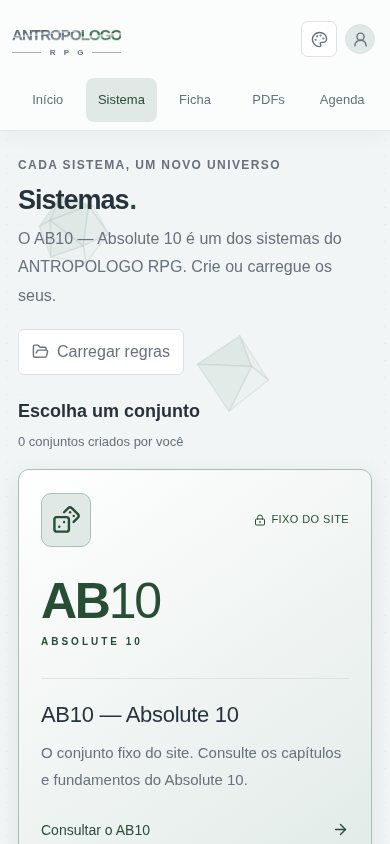 ANTROPOLOGO
RPG
Início
Sistema
Ficha
PDFs
Agenda
CADA SISTEMA, UM NOVO UNIVERSO
Sistemas.
O AB10 — Absolute 10 é um dos sistemas do
ANTROPOLOGO RPG. Crie ou carregue os
seus.
Carregar regras
Escolha um conjunto
0 conjuntos criados por você
FIXO DO SITE
AB10
ABSOLUTE 10
AB10 — Absolute 10
O conjunto fixo do site. Consulte os capítulos
e fundamentos do Absolute 10.
Consultar o AB10